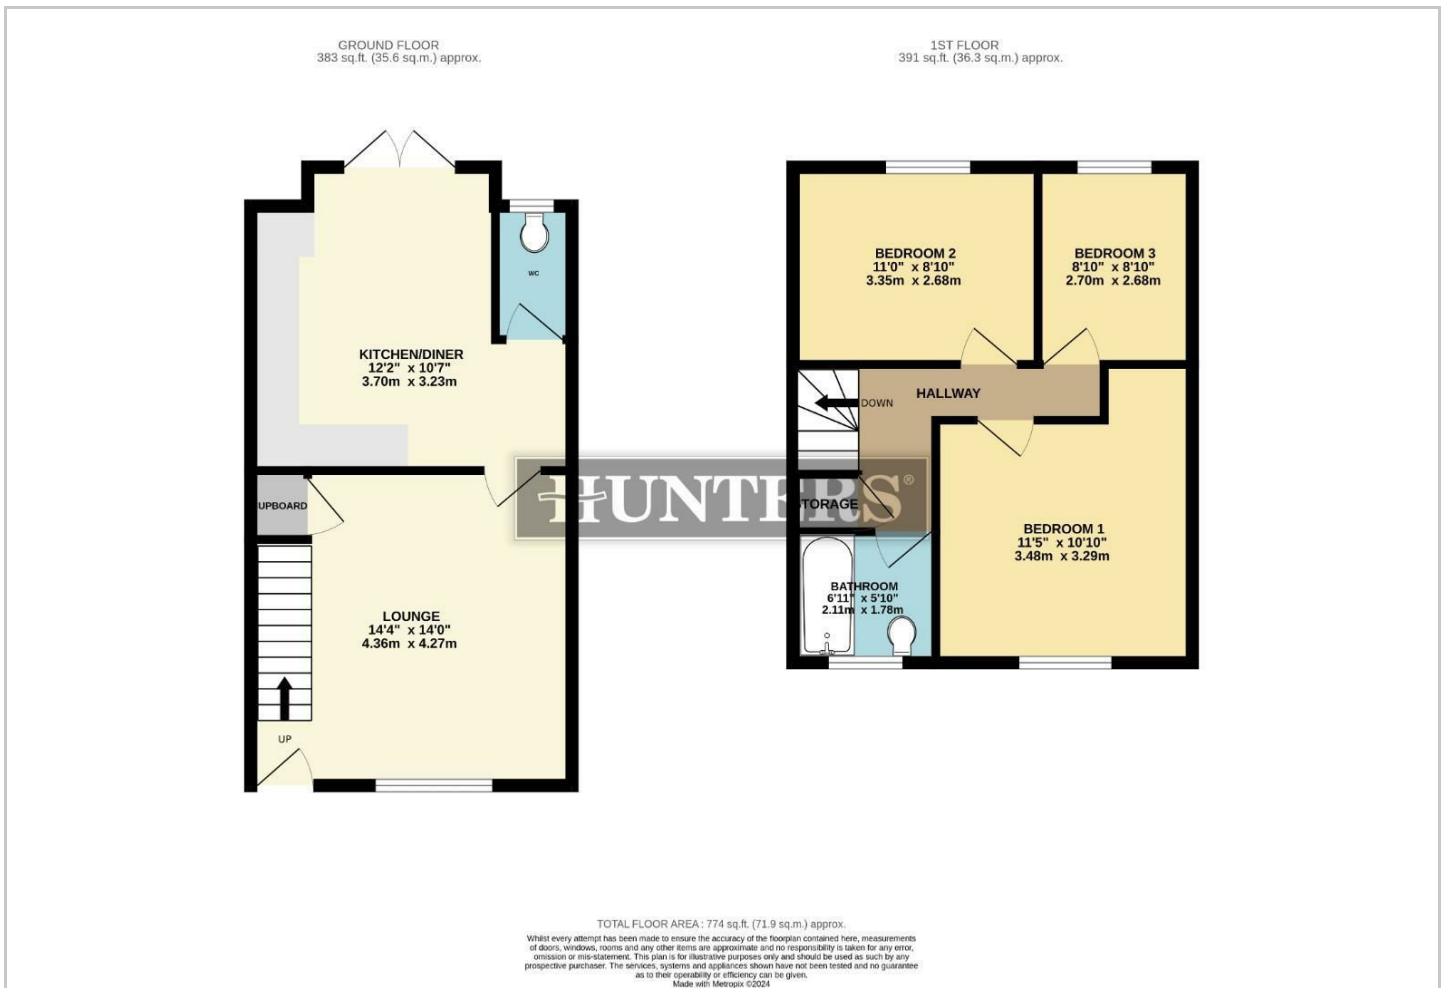 GROUND FLOOR
383 sq.ft. (35.6 sq.m.) approx.
1ST FLOOR
391 sq.ft. (36.3 sq.m.) approx.
WC
KITCHEN/DINER
12'2" x 10'7"
3.70m x 3.23m
UPBOARD
LOUNGE
14'4" x 14'0"
4.36m x 4.27m
UP
BEDROOM 2
11'0" x 8'10"
3.35m x 2.68m
BEDROOM 3
8'10" x 8'10"
2.70m x 2.68m
HALLWAY
DOWN
HUNTERS®
STORAGE
BEDROOM 1
11'5" x 10'10"
3.48m x 3.29m
BATHROOM
6'11" x 5'10"
2.11m x 1.78m
TOTAL FLOOR AREA : 774 sq.ft. (71.9 sq.m.) approx.
Whilst every attempt has been made to ensure the accuracy of the floorplan contained here, measurements
of doors, windows, rooms and any other items are approximate and no responsibility is taken for any error,
omission or mis-statement. This plan is for illustrative purposes only and should be used as such by any
prospective purchaser. The services, systems and appliances shown have not been tested and no guarantee
as to their operability or efficiency can be given.
Made with Metropix ©2024